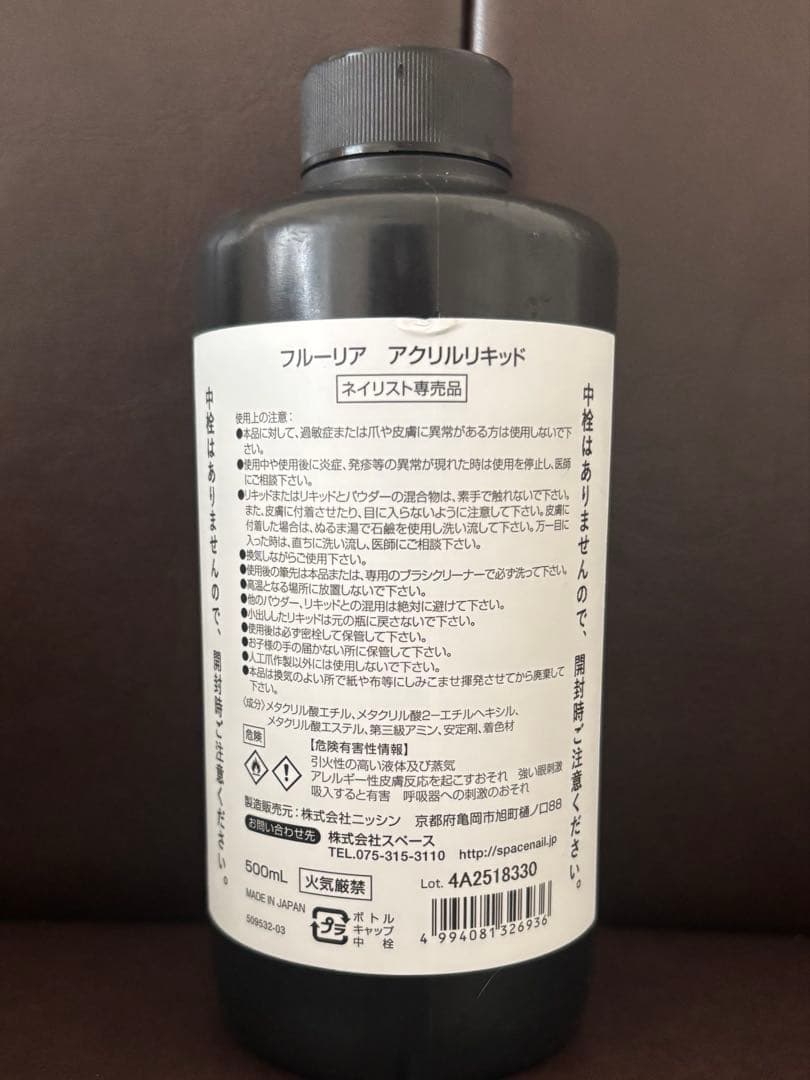 フルーリア　アクリルリキッド
ネイリスト専売品
使用上の注意：
●本品に対して、過敏症または爪や皮膚に異常がある方は使用しないで下
さい。
●使用中や使用後に炎症、発疹等の異常が現れた時は使用を停止し、医師
にご相談下さい。
●リキッドまたはリキッドとパウダーの混合物は、素手で触れないで下さい。
また、皮膚に付着させたり、目に入らないように注意して下さい。皮膚に
付着した場合は、ぬるま湯で石鹸を使用し洗い流して下さい。万一目に
入った時は、直ちに洗い流し、医師にご相談下さい。
●換気しながらご使用下さい。
●使用後の筆先は本品または、専用のブラシクリーナーで必ず洗って下さい。
●高温となる場所に放置しないで下さい。
●他のパウダー、リキッドとの混用は絶対に避けて下さい。
●小出ししたリキッドは元の瓶に戻さないで下さい。
●使用後は必ず密栓して保管して下さい。
●お子様の手の届かない所に保管して下さい。
●人工爪作製以外には使用しないで下さい。
●本品は換気のよい所で紙や布等にしみこませ揮発させてから廃棄して
下さい。
〈成分〉メタクリル酸エチル、メタクリル酸2－エチルヘキシル、
メタクリル酸エステル、第三級アミン、安定剤、着色材
危険
【危険有害性情報】
引火性の高い液体及び蒸気
アレルギー性皮膚反応を起こすおそれ　強い眼刺激
吸入すると有害　呼吸器への刺激のおそれ
製造販売元：株式会社ニッシン　京都府亀岡市旭町樋ノ口88
お問い合わせ先　株式会社スペース
TEL.075-315-3110　http://spacenail.jp
500mL　火気厳禁　Lot. 4A2518330
MADE IN JAPAN
509532-03
プラ
ボトル
キャップ
中　栓
4 994081 326936
中栓はありませんので、開封時ご注意ください。
中栓はありませんので、開封時ご注意ください。